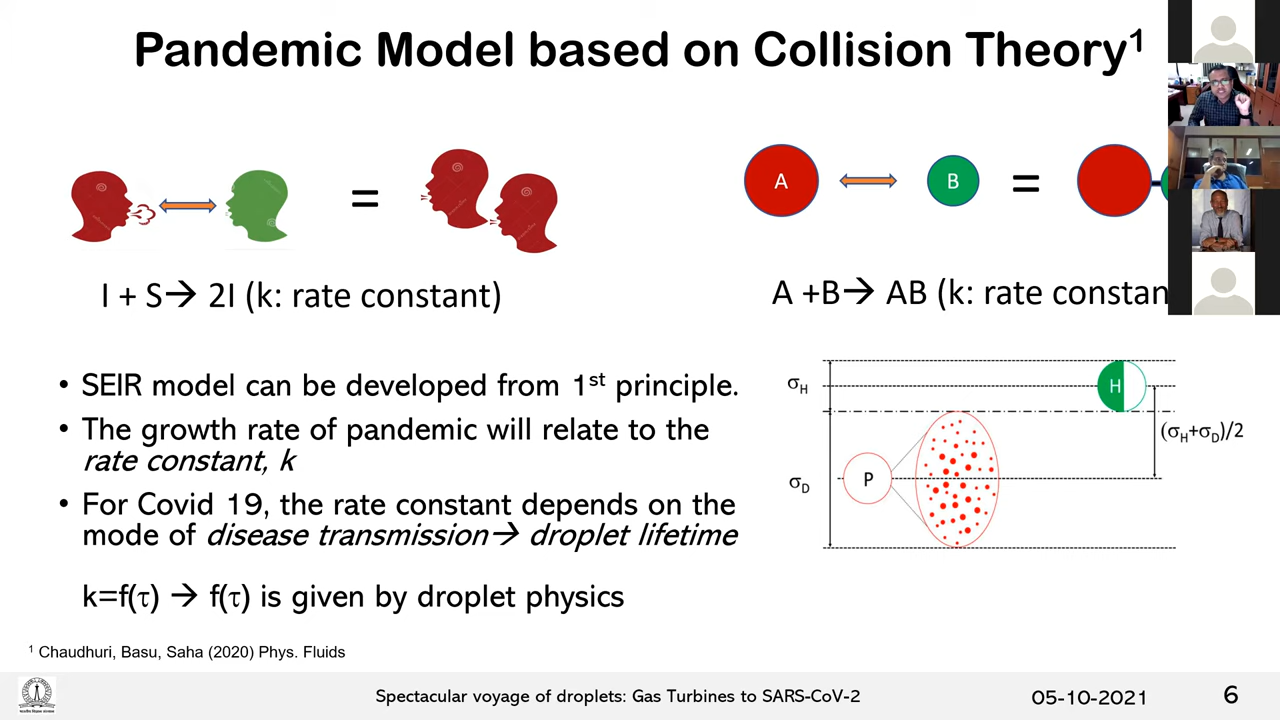 Pandemic Model based on Collision Theory¹
A
B
I + S→ 2I (k: rate constant)
A +B→ AB (k: rate constan
• SEIR model can be developed from 1st principle.
• The growth rate of pandemic will relate to the
rate constant, k
• For Covid 19, the rate constant depends on the
mode of disease transmission→ droplet lifetime
k=f(τ) → f(τ) is given by droplet physics
σH
H
(σH+σD)/2
P
σD
¹ Chaudhuri, Basu, Saha (2020) Phys. Fluids
Spectacular voyage of droplets: Gas Turbines to SARS-CoV-2
05-10-2021
6